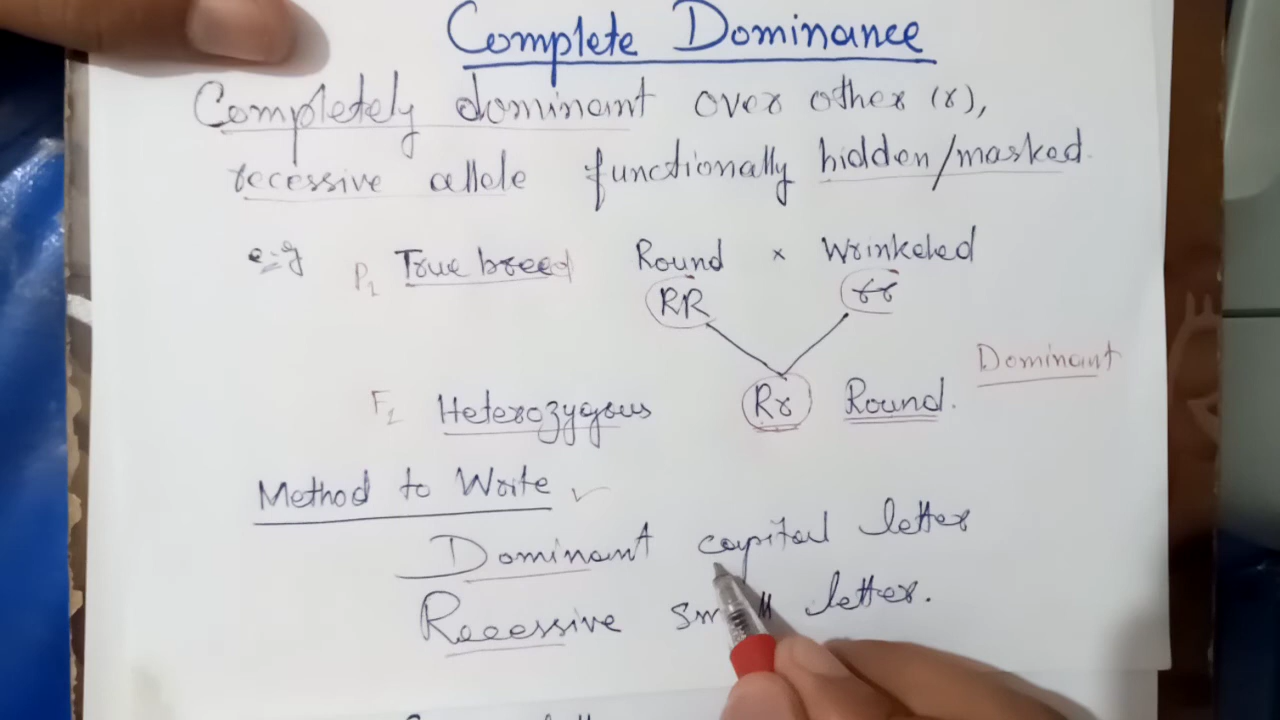 Complete Dominance
Completely dominant over other (r),
recessive allele functionally hidden/masked.
e.g P1 True breed Round × Wrinkeled
RR rr
Dominant
F1 Heterozygous Rr Round.
Method to Write
Dominant capital letter
Recessive letter.